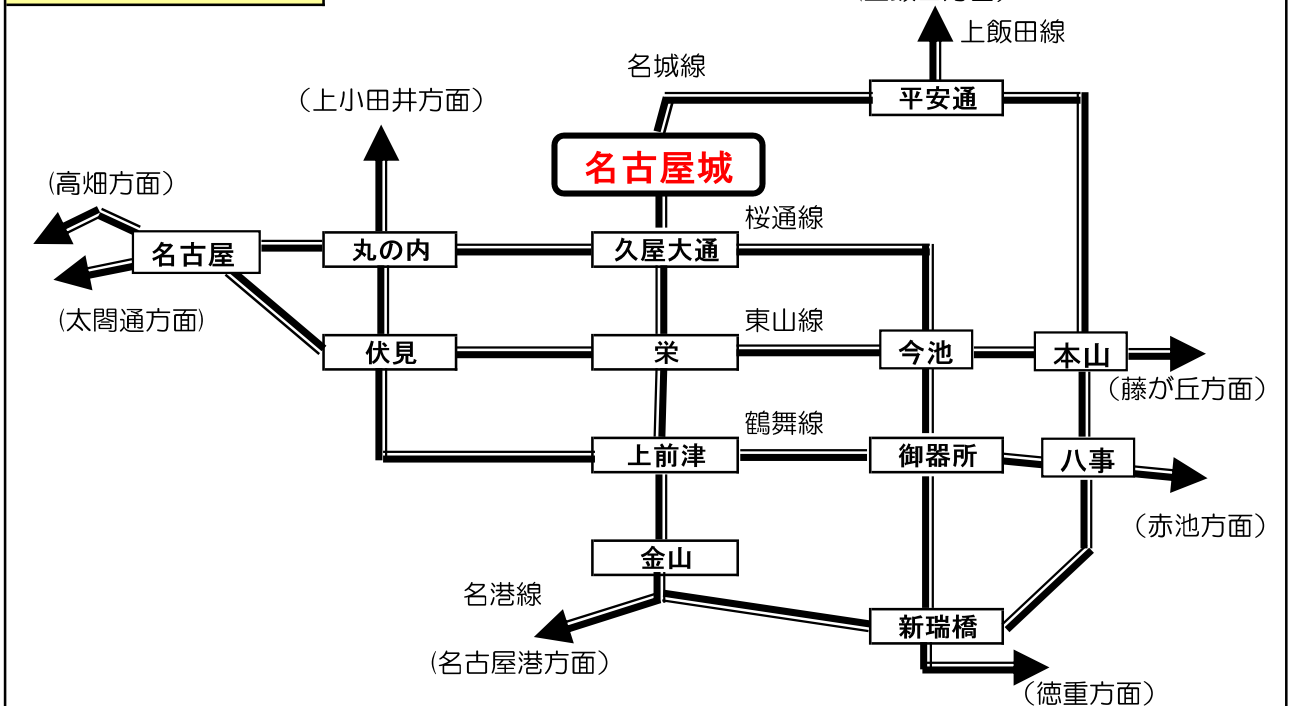 上飯田線
名城線
平安通
（上小田井方面）
名古屋城
（高畑方面）
桜通線
名古屋
丸の内
久屋大通
（太閤通方面）
東山線
伏見
栄
今池
本山
（藤が丘方面）
鶴舞線
上前津
御器所
八事
（赤池方面）
金山
名港線
新瑞橋
（名古屋港方面）
（徳重方面）